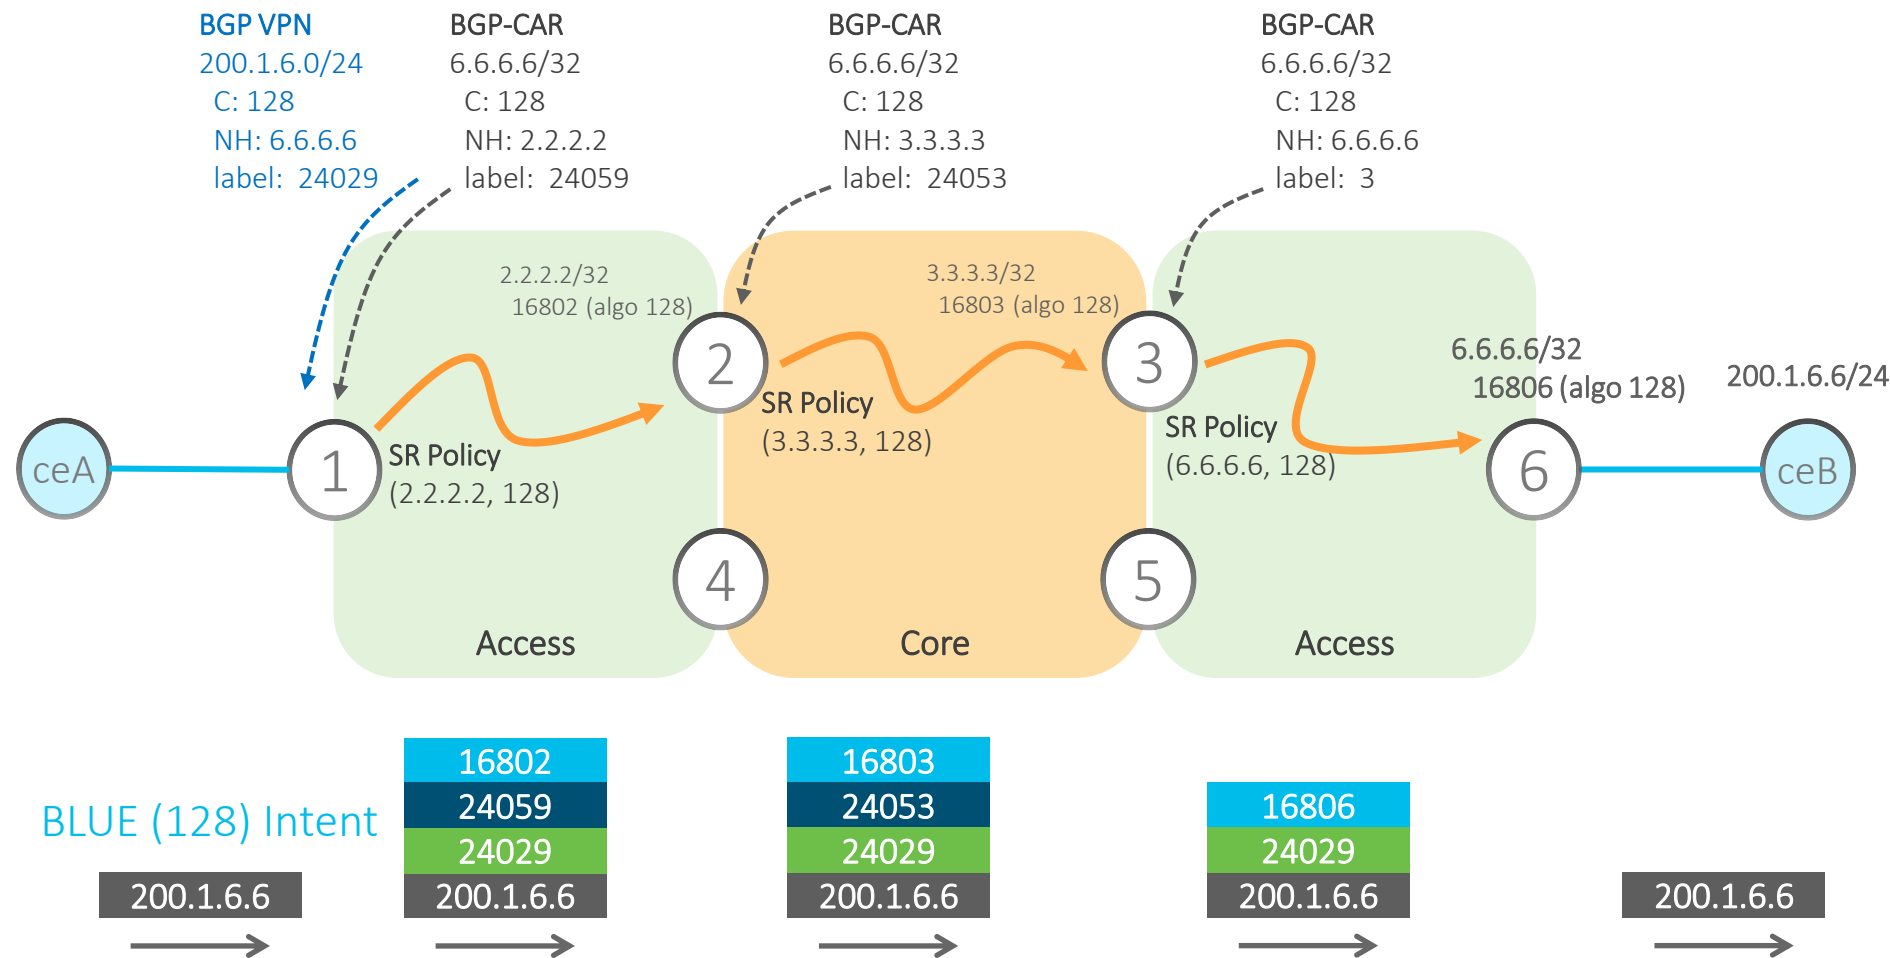 BGP VPN
200.1.6.0/24
C: 128
NH: 6.6.6.6
label: 24029
BGP-CAR
6.6.6.6/32
C: 128
NH: 2.2.2.2
label: 24059
BGP-CAR
6.6.6.6/32
C: 128
NH: 3.3.3.3
label: 24053
BGP-CAR
6.6.6.6/32
C: 128
NH: 6.6.6.6
label: 3
2.2.2.2/32
16802 (algo 128)
3.3.3.3/32
16803 (algo 128)
6.6.6.6/32
16806 (algo 128)
200.1.6.6/24
ceA
1
2
3
6
ceB
SR Policy
(2.2.2.2, 128)
SR Policy
(3.3.3.3, 128)
SR Policy
(6.6.6.6, 128)
4
5
Access
Core
Access
BLUE (128) Intent
200.1.6.6
16802
24059
24029
200.1.6.6
16803
24053
24029
200.1.6.6
16806
24029
200.1.6.6
200.1.6.6